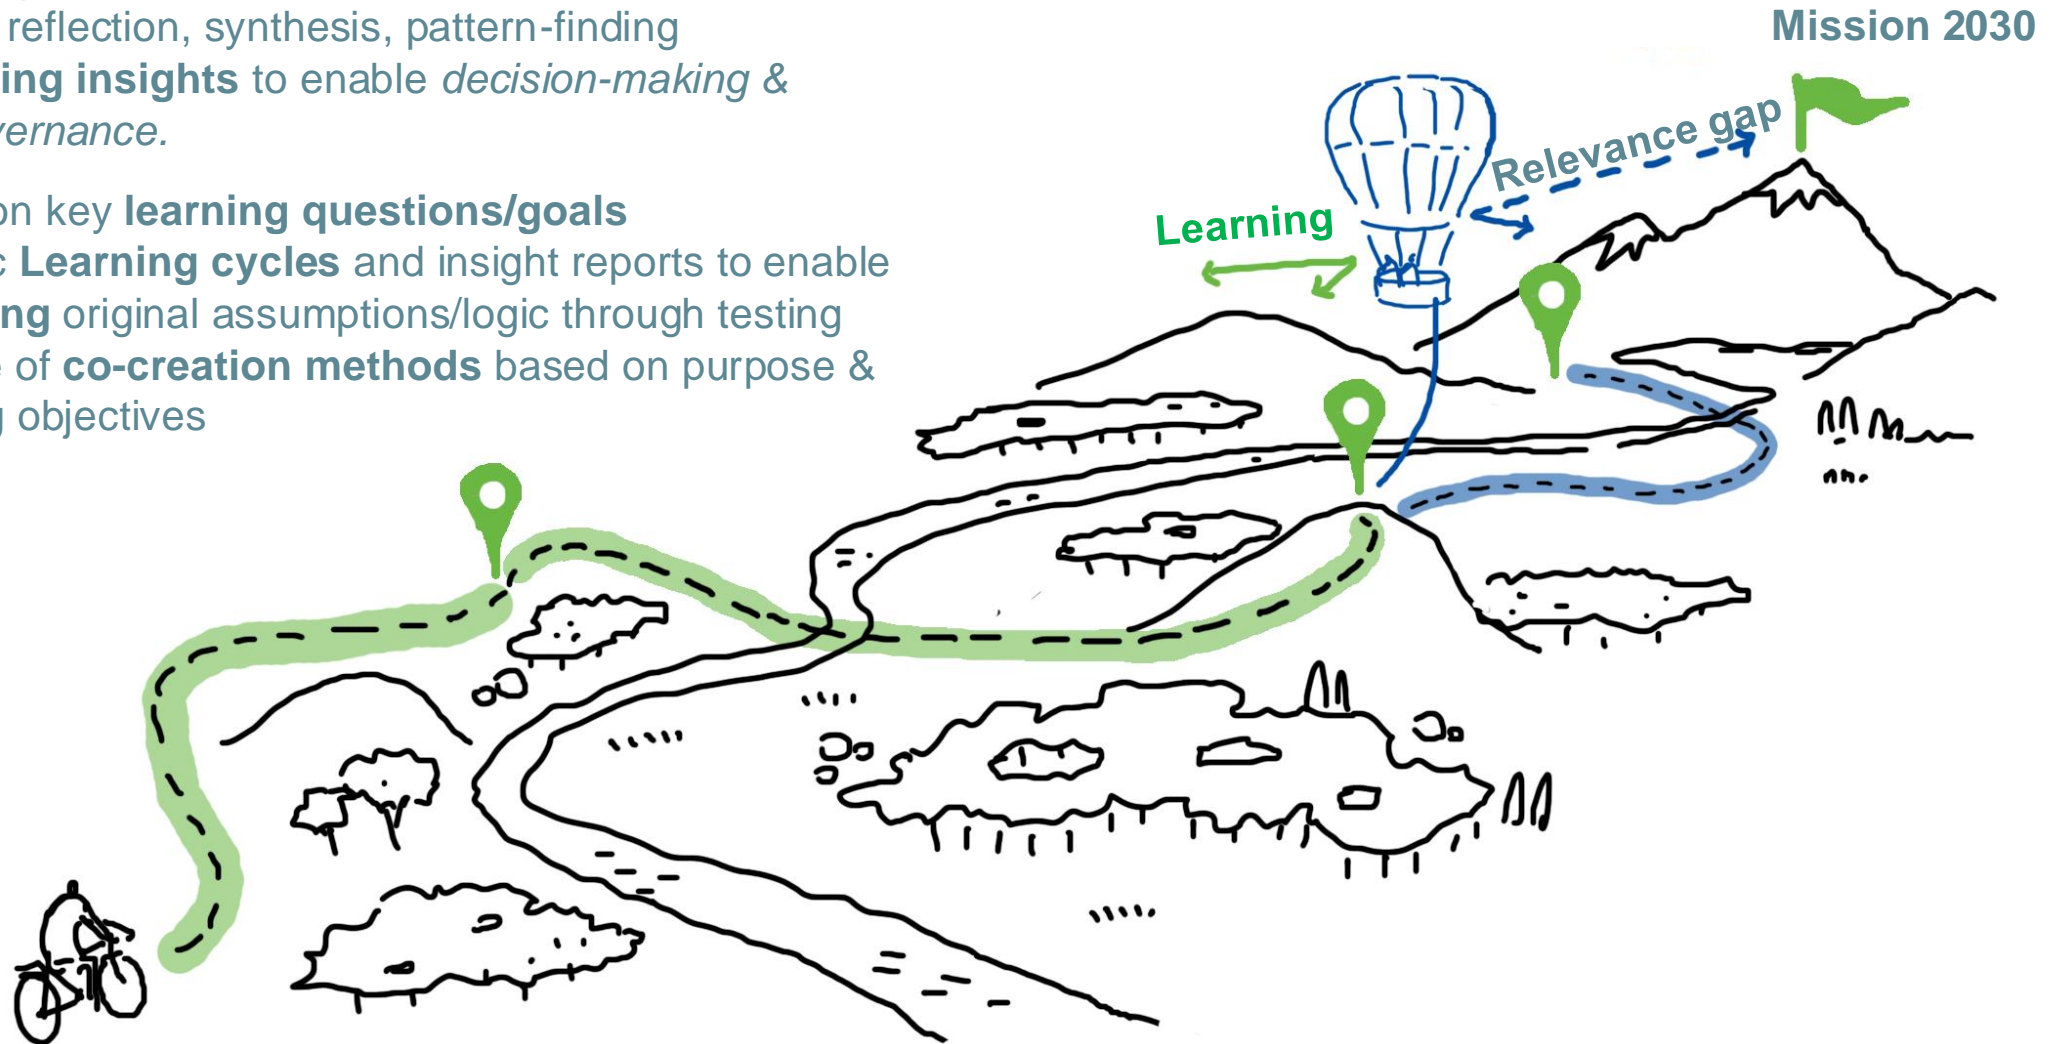 reflection, synthesis, pattern-finding
ing insights to enable decision-making &
vernance.
on key learning questions/goals
c Learning cycles and insight reports to enable
ng original assumptions/logic through testing
e of co-creation methods based on purpose &
g objectives
Mission 2030
Relevance gap
Learning